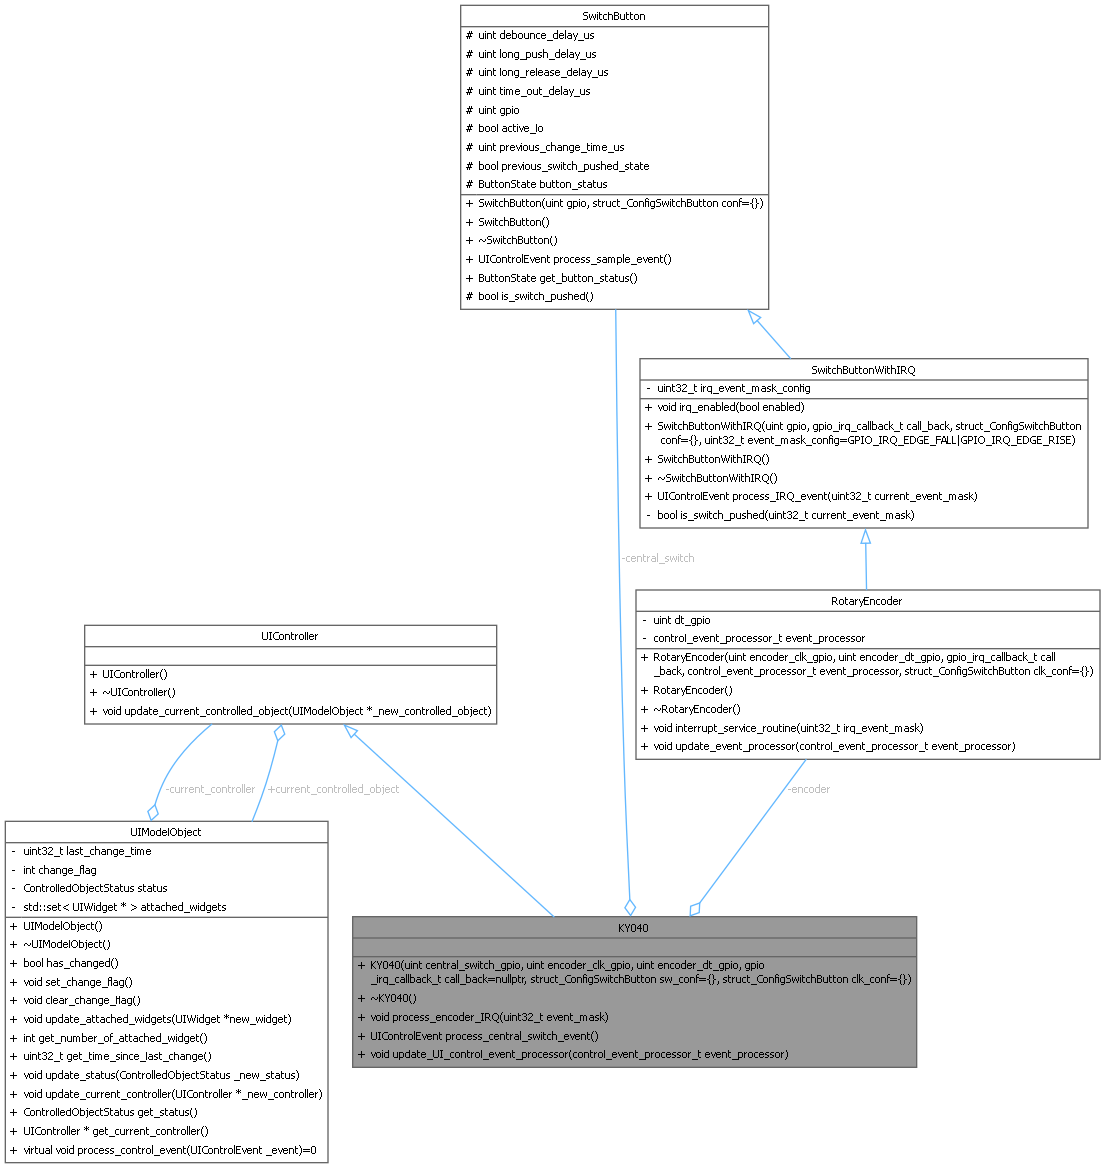 SwitchButton
# uint debounce_delay_us
# uint long_push_delay_us
# uint long_release_delay_us
# uint time_out_delay_us
# uint gpio
# bool active_lo
# uint previous_change_time_us
# bool previous_switch_pushed_state
# ButtonState button_status
+ SwitchButton(uint gpio, struct_ConfigSwitchButton conf={})
+ SwitchButton()
+ ~SwitchButton()
+ UIControlEvent process_sample_event()
+ ButtonState get_button_status()
# bool is_switch_pushed()
SwitchButtonWithIRQ
- uint32_t irq_event_mask_config
+ void irq_enabled(bool enabled)
+ SwitchButtonWithIRQ(uint gpio, gpio_irq_callback_t call_back, struct_ConfigSwitchButton
conf={}, uint32_t event_mask_config=GPIO_IRQ_EDGE_FALL|GPIO_IRQ_EDGE_RISE)
+ SwitchButtonWithIRQ()
+ ~SwitchButtonWithIRQ()
+ UIControlEvent process_IRQ_event(uint32_t current_event_mask)
- bool is_switch_pushed(uint32_t current_event_mask)
-central_switch
RotaryEncoder
- uint dt_gpio
- control_event_processor_t event_processor
+ RotaryEncoder(uint encoder_clk_gpio, uint encoder_dt_gpio, gpio_irq_callback_t call
_back, control_event_processor_t event_processor, struct_ConfigSwitchButton clk_conf={})
+ RotaryEncoder()
+ ~RotaryEncoder()
+ void interrupt_service_routine(uint32_t irq_event_mask)
+ void update_event_processor(control_event_processor_t event_processor)
UIController
+ UIController()
+ ~UIController()
+ void update_current_controlled_object(UIModelObject *_new_controlled_object)
-current_controller
+current_controlled_object
-encoder
UIModelObject
- uint32_t last_change_time
- int change_flag
- ControlledObjectStatus status
- std::set< UIWidget * > attached_widgets
+ UIModelObject()
+ ~UIModelObject()
+ bool has_changed()
+ void set_change_flag()
+ void clear_change_flag()
+ void update_attached_widgets(UIWidget *new_widget)
+ int get_number_of_attached_widget()
+ uint32_t get_time_since_last_change()
+ void update_status(ControlledObjectStatus _new_status)
+ void update_current_controller(UIController *_new_controller)
+ ControlledObjectStatus get_status()
+ UIController * get_current_controller()
+ virtual void process_control_event(UIControlEvent _event)=0
KY040
+ KY040(uint central_switch_gpio, uint encoder_clk_gpio, uint encoder_dt_gpio, gpio
_irq_callback_t call_back=nullptr, struct_ConfigSwitchButton sw_conf={}, struct_ConfigSwitchButton clk_conf={})
+ ~KY040()
+ void process_encoder_IRQ(uint32_t event_mask)
+ UIControlEvent process_central_switch_event()
+ void update_UI_control_event_processor(control_event_processor_t event_processor)